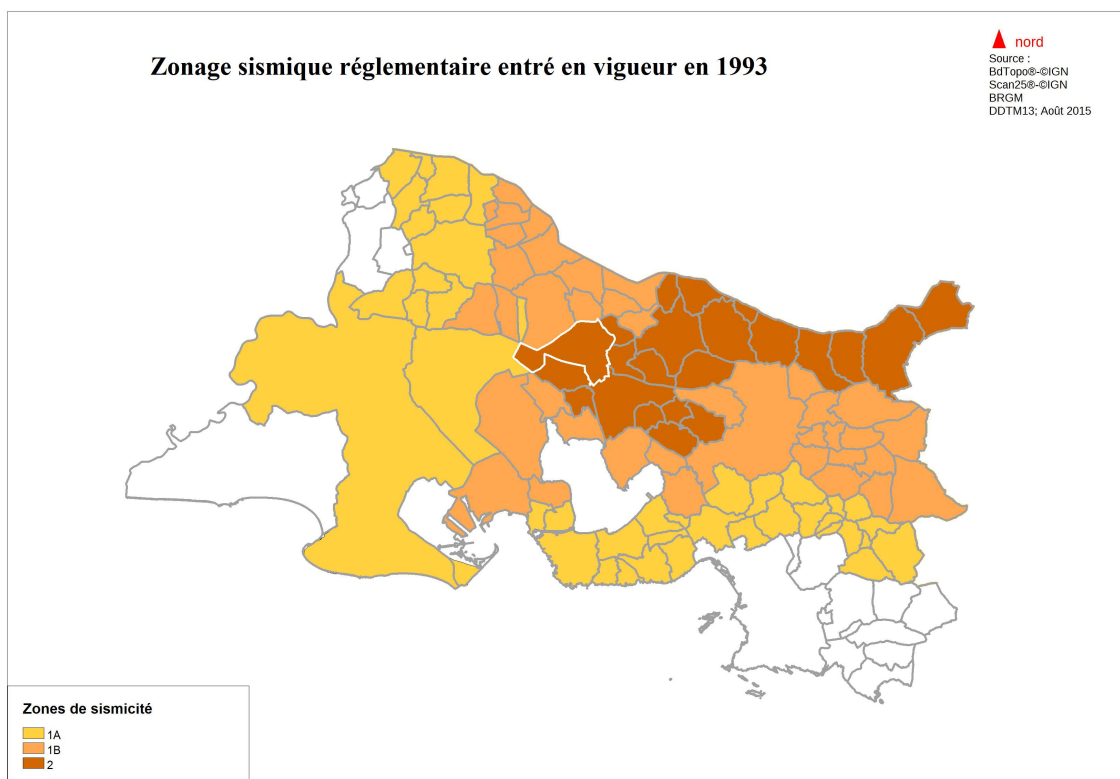 Zonage sismique réglementaire entré en vigueur en 1993
nord
Source :
BdTopo®-©IGN
Scan25®-©IGN
BRGM
DDTM13; Août 2015
Zones de sismicité
1A
1B
2